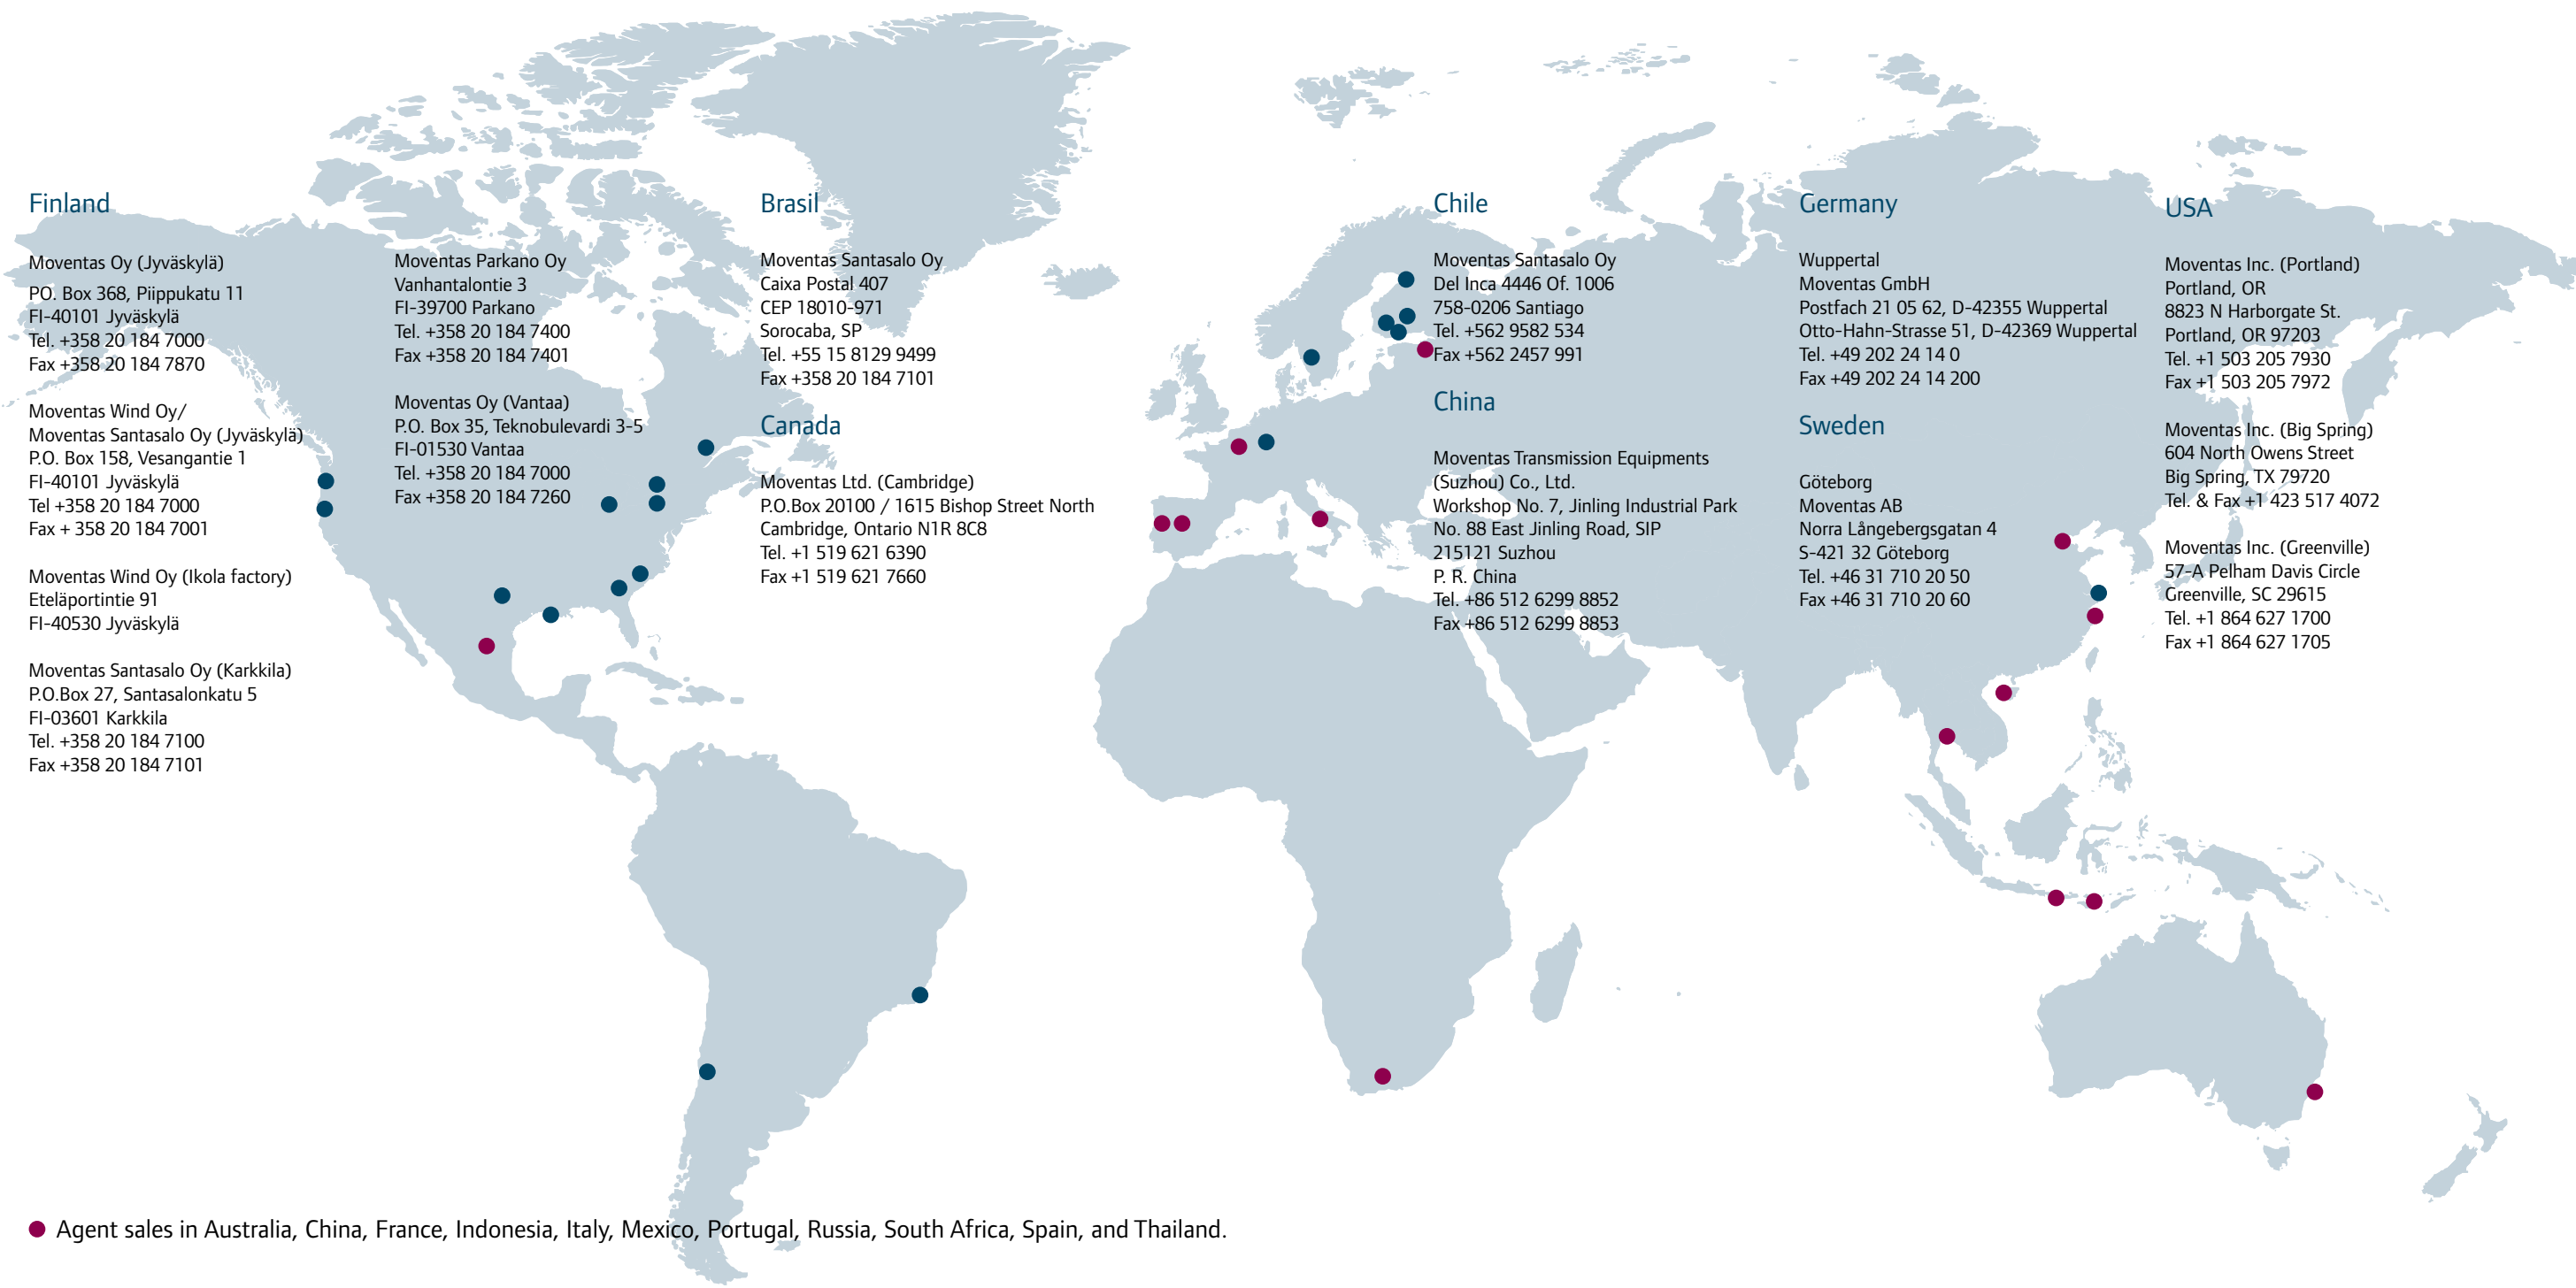 Finland
Moventas Oy (Jyväskylä)
PO. Box 368, Piippukatu 11
FI-40101 Jyväskylä
Tel. +358 20 184 7000
Fax +358 20 184 7870
Moventas Wind Oy/
Moventas Santasalo Oy (Jyväskylä)
P.O. Box 158, Vesangantie 1
FI-40101 Jyväskylä
Tel +358 20 184 7000
Fax + 358 20 184 7001
Moventas Wind Oy (Ikola factory)
Eteläportintie 91
FI-40530 Jyväskylä
Moventas Santasalo Oy (Karkkila)
P.O.Box 27, Santasalonkatu 5
FI-03601 Karkkila
Tel. +358 20 184 7100
Fax +358 20 184 7101
Moventas Parkano Oy
Vanhantalontie 3
FI-39700 Parkano
Tel. +358 20 184 7400
Fax +358 20 184 7401
Moventas Oy (Vantaa)
P.O. Box 35, Teknobulevardi 3-5
FI-01530 Vantaa
Tel. +358 20 184 7000
Fax +358 20 184 7260
Brasil
Moventas Santasalo Oy
Caixa Postal 407
CEP 18010-971
Sorocaba, SP
Tel. +55 15 8129 9499
Fax +358 20 184 7101
Canada
Moventas Ltd. (Cambridge)
P.O.Box 20100 / 1615 Bishop Street North
Cambridge, Ontario N1R 8C8
Tel. +1 519 621 6390
Fax +1 519 621 7660
Chile
Moventas Santasalo Oy
Del Inca 4446 Of. 1006
758-0206 Santiago
Tel. +562 9582 534
Fax +562 2457 991
China
Moventas Transmission Equipments
(Suzhou) Co., Ltd.
Workshop No. 7, Jinling Industrial Park
No. 88 East Jinling Road, SIP
215121 Suzhou
P. R. China
Tel. +86 512 6299 8852
Fax +86 512 6299 8853
Germany
Wuppertal
Moventas GmbH
Postfach 21 05 62, D-42355 Wuppertal
Otto-Hahn-Strasse 51, D-42369 Wuppertal
Tel. +49 202 24 14 0
Fax +49 202 24 14 200
Sweden
Göteborg
Moventas AB
Norra Långebergsgatan 4
S-421 32 Göteborg
Tel. +46 31 710 20 50
Fax +46 31 710 20 60
USA
Moventas Inc. (Portland)
Portland, OR
8823 N Harborgate St.
Portland, OR 97203
Tel. +1 503 205 7930
Fax +1 503 205 7972
Moventas Inc. (Big Spring)
604 North Owens Street
Big Spring, TX 79720
Tel. & Fax +1 423 517 4072
Moventas Inc. (Greenville)
57-A Pelham Davis Circle
Greenville, SC 29615
Tel. +1 864 627 1700
Fax +1 864 627 1705
Agent sales in Australia, China, France, Indonesia, Italy, Mexico, Portugal, Russia, South Africa, Spain, and Thailand.